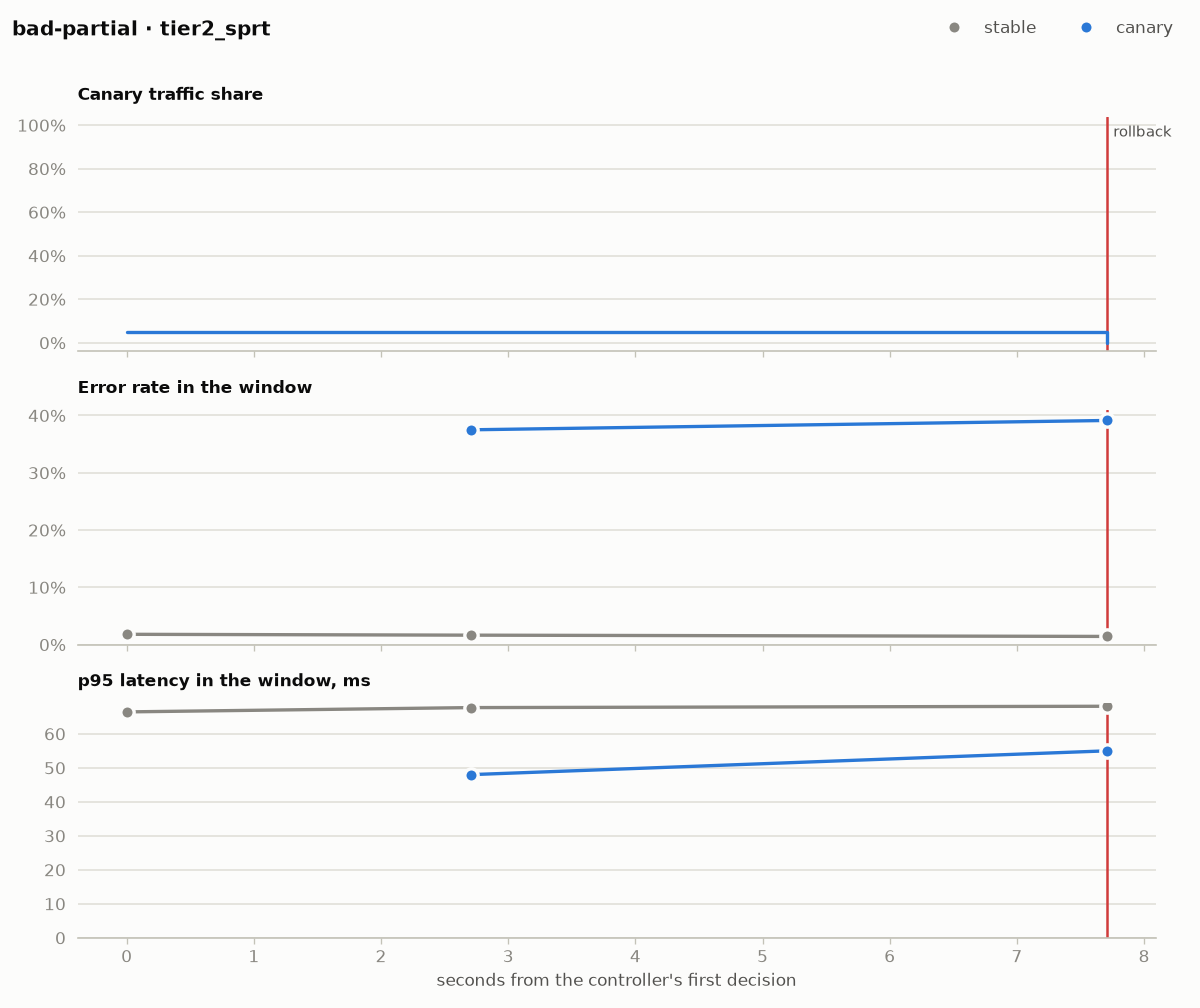 bad-partial · tier2_sprt
stable
canary
Canary traffic share
100%
rollback
80%
60%
40%
20%
0%
Error rate in the window
40%
30%
20%
10%
0%
p95 latency in the window, ms
60
50
40
30
20
10
0
0 1 2 3 4 5 6 7 8
seconds from the controller's first decision